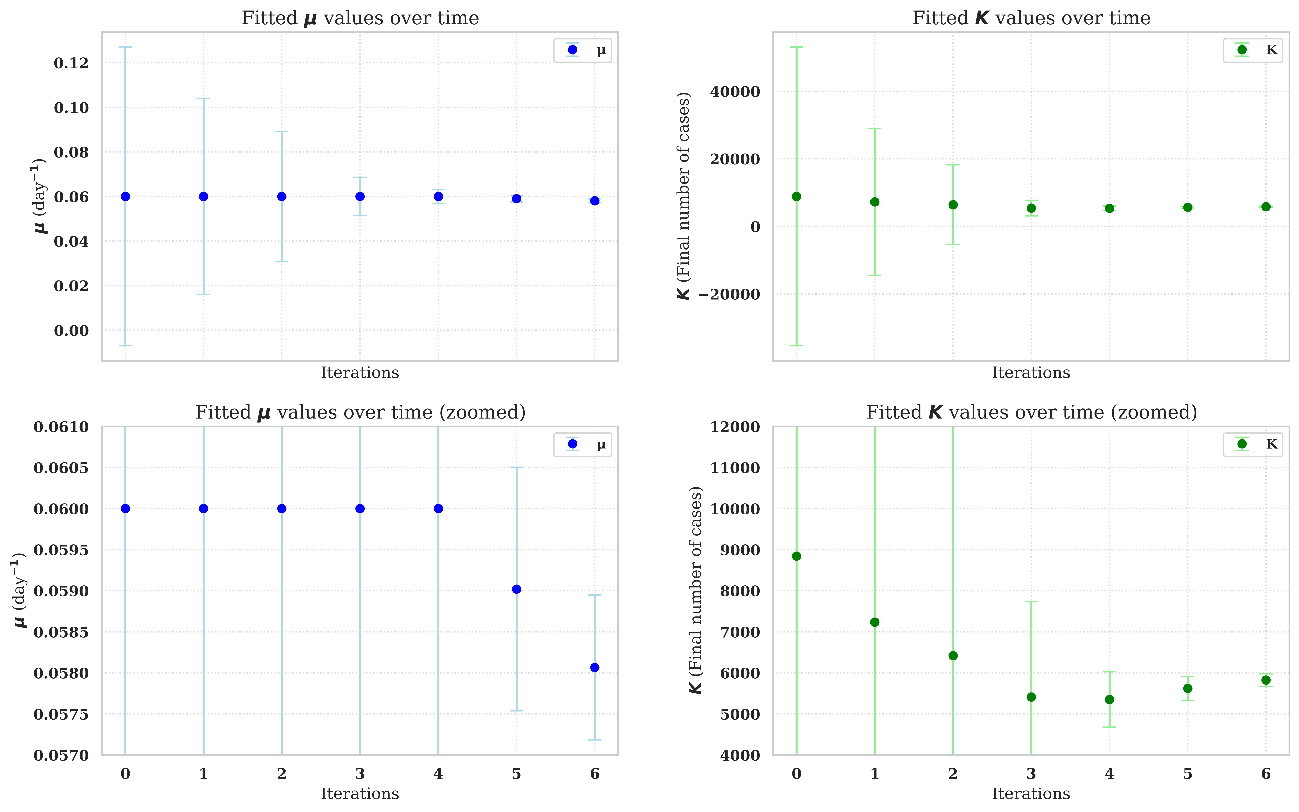 Fitted μ values over time
μ
0.12
0.10
0.08
0.06
0.04
0.02
0.00
μ (day⁻¹)
Iterations
Fitted K values over time
K
40000
20000
0
−20000
K (Final number of cases)
Iterations
Fitted μ values over time (zoomed)
μ
0.0610
0.0605
0.0600
0.0595
0.0590
0.0585
0.0580
0.0575
0.0570
μ (day⁻¹)
0 1 2 3 4 5 6
Iterations
Fitted K values over time (zoomed)
K
12000
11000
10000
9000
8000
7000
6000
5000
4000
K (Final number of cases)
0 1 2 3 4 5 6
Iterations